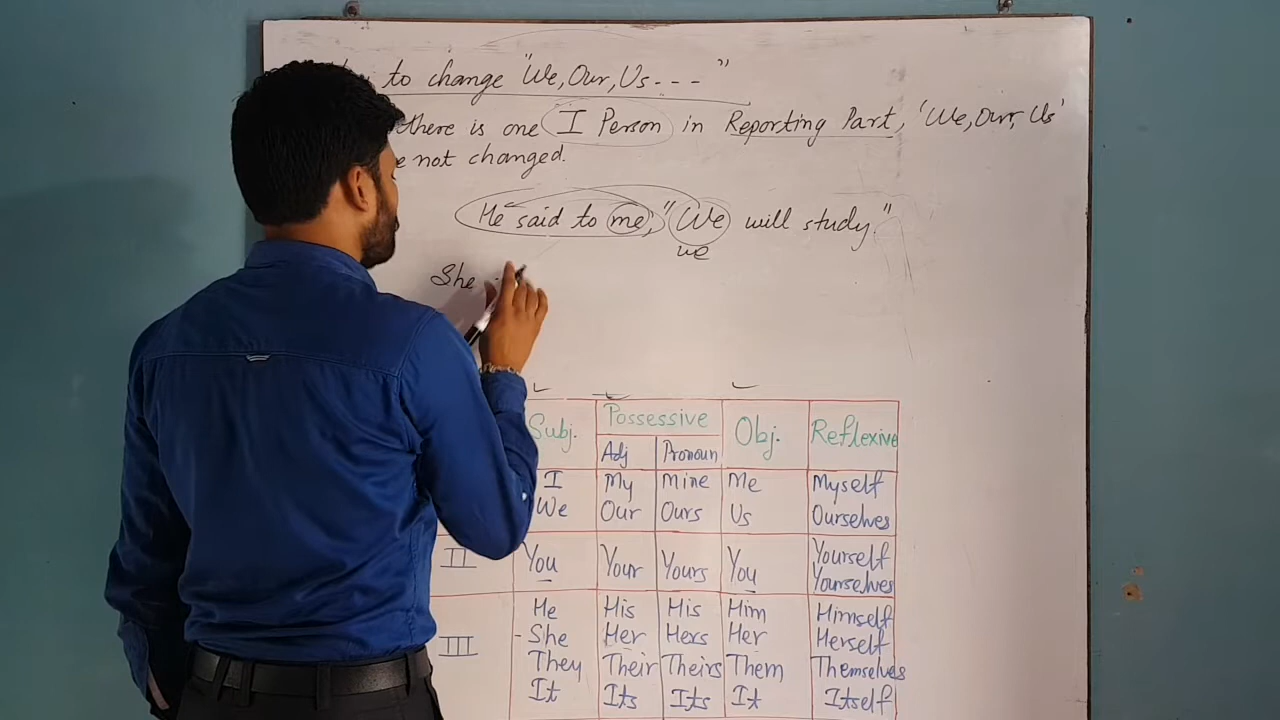 to change "We, Our, Us - - - "
there is one I Person in Reporting Part, 'We, Our, Us'
not changed.
He said to me, "We will study."
we
She
Subj. Possessive Obj. Reflexive
Adj Pronoun
I My mine Me Myself
We Our Ours Us Ourselves
II You Your Yours You Yourself
Yourselves
He His His Him Himself
III She Her Hers Her Herself
They Their Theirs Them Themselves
It Its Its It Itself